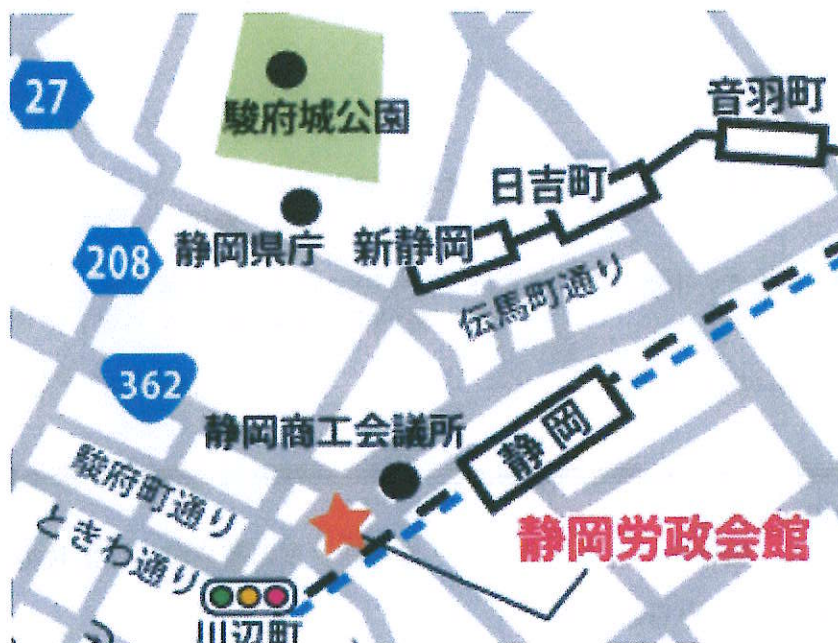 27
駿府城公園
音羽町
日吉町
208
静岡県庁
新静岡
伝馬町通り
362
静岡商工会議所
静岡
駿府町通り
ときわ通り
静岡労政会館
川辺町